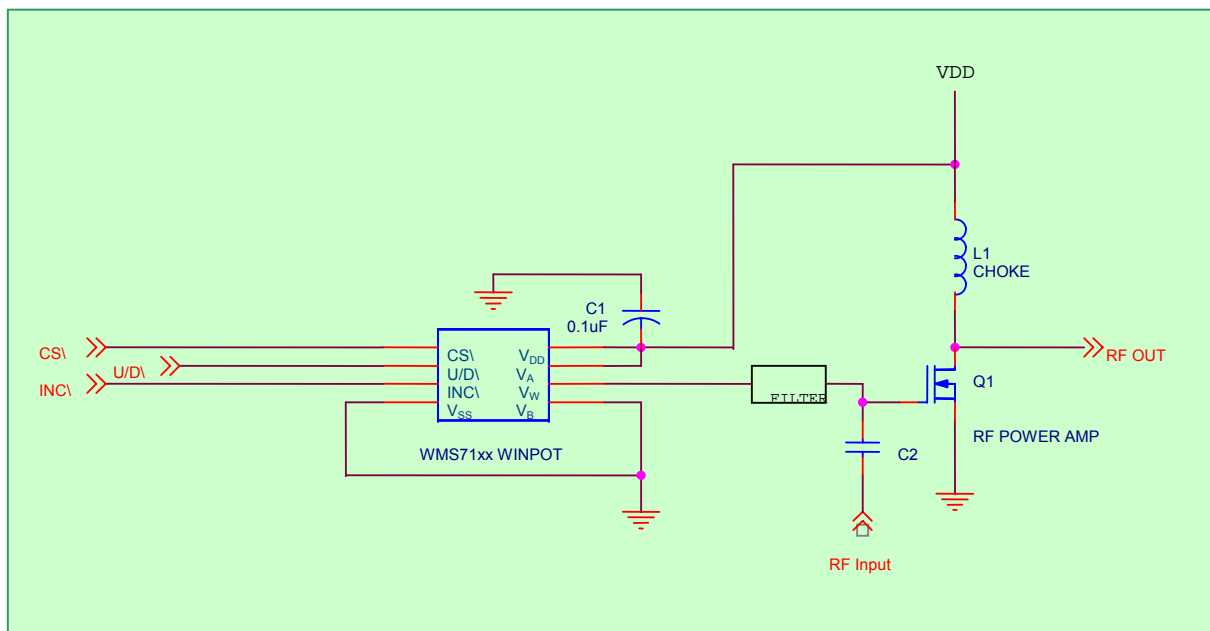 VDD
L1
CHOKE
C1
0.1uF
CS\
U/D\
INC\
CS\
U/D\
INC\
VSS
VDD
VA
VW
VB
FILTER
Q1
RF OUT
RF POWER AMP
WMS71xx WINPOT
C2
RF Input